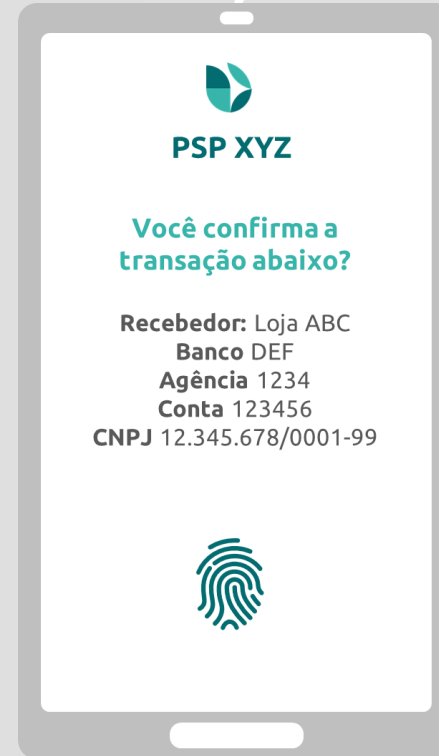 PSP XYZ
Você confirma a
transação abaixo?
Recebedor: Loja ABC
Banco DEF
Agência 1234
Conta 123456
CNPJ 12.345.678/0001-99